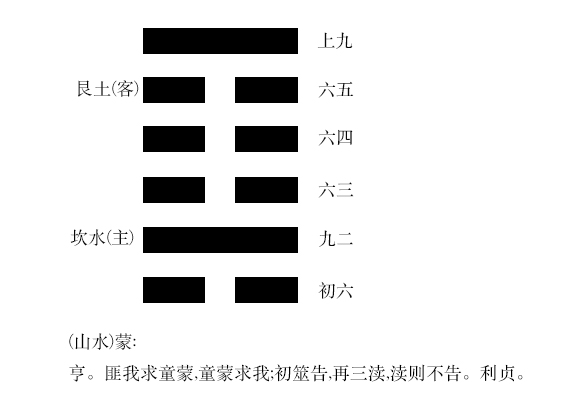 上九
艮土(客)
六五
六四
六三
坎水(主)
九二
初六
(山水)蒙:
亨。匪我求童蒙,童蒙求我;初筮告,再三渎,渎则不告。利贞。